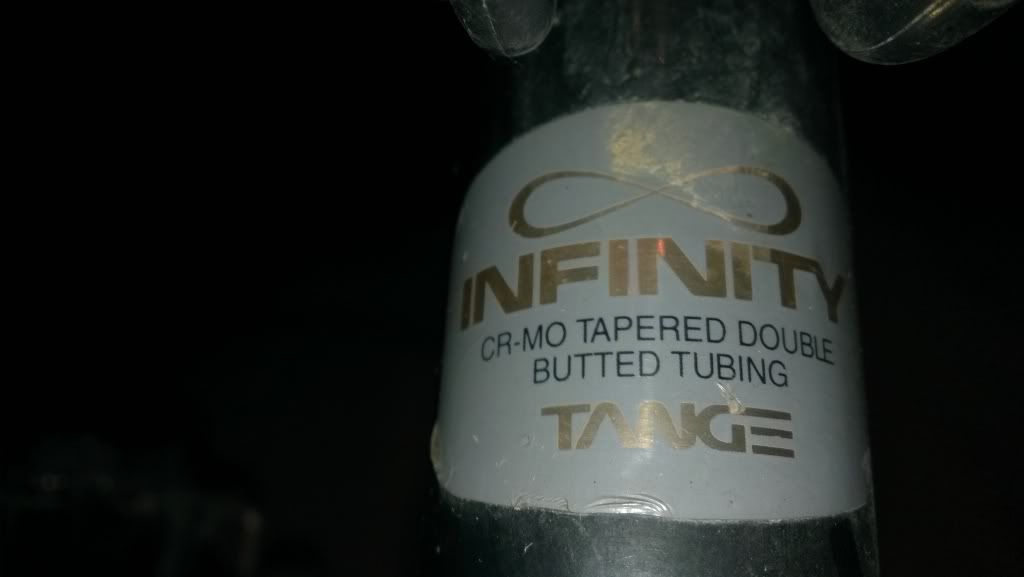 INFINITY
CR-MO TAPERED DOUBLE
BUTTED TUBING
TANGE